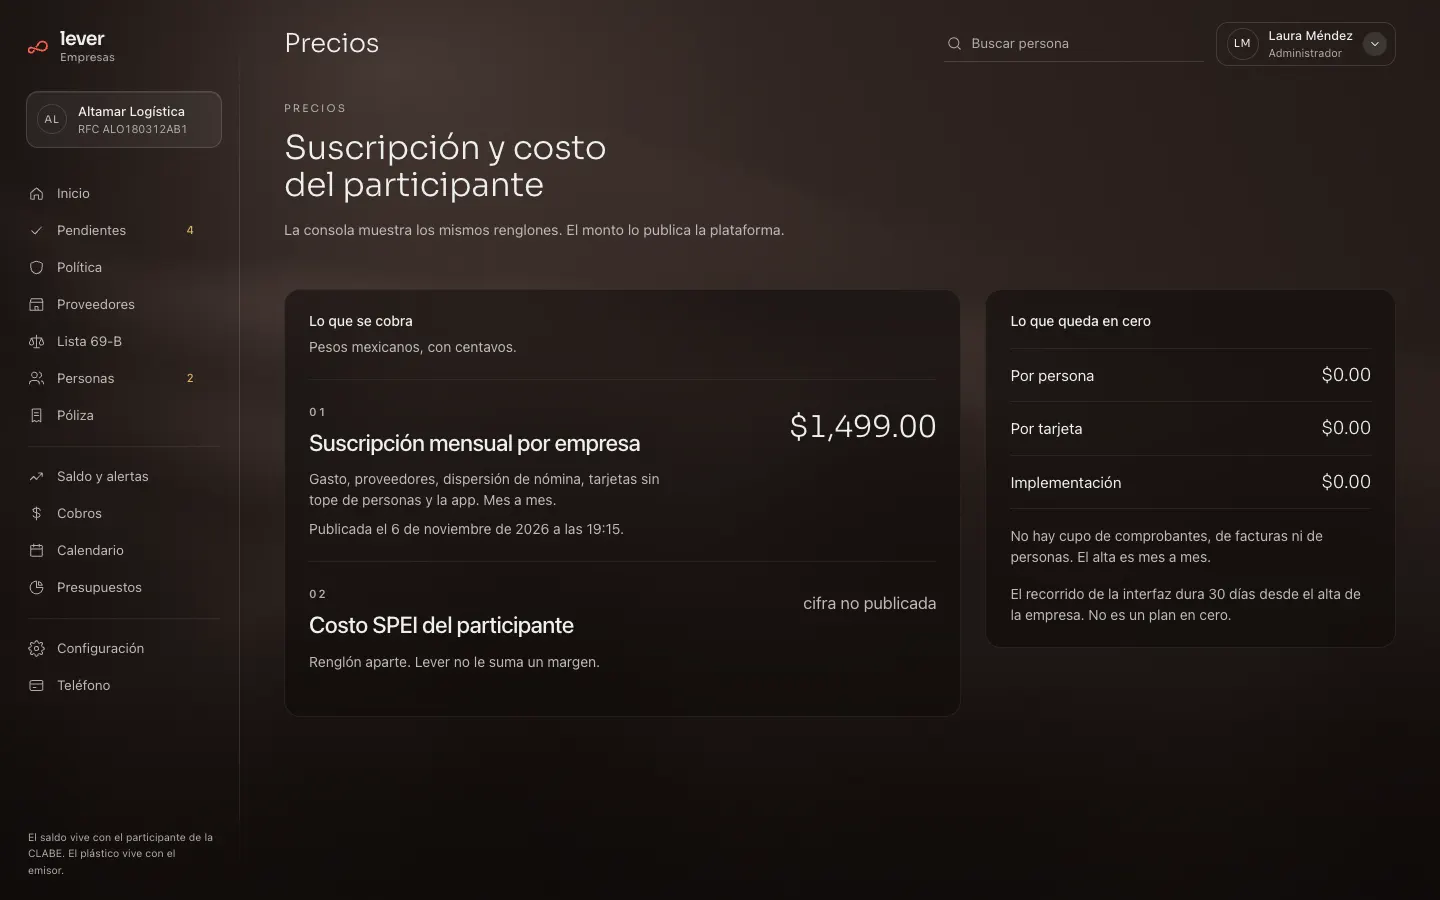 lever
Empresas
AL
Altamar Logística
RFC ALO180312AB1
Inicio
Pendientes 4
Política
Proveedores
Lista 69-B
Personas 2
Póliza
Saldo y alertas
Cobros
Calendario
Presupuestos
Configuración
Teléfono
El saldo vive con el participante de la
CLABE. El plástico vive con el
emisor.
Precios
Buscar persona
LM
Laura Méndez
Administrador
PRECIOS
Suscripción y costo
del participante
La consola muestra los mismos renglones. El monto lo publica la plataforma.
Lo que se cobra
Pesos mexicanos, con centavos.
01
Suscripción mensual por empresa
$1,499.00
Gasto, proveedores, dispersión de nómina, tarjetas sin
tope de personas y la app. Mes a mes.
Publicada el 6 de noviembre de 2026 a las 19:15.
02
Costo SPEI del participante
cifra no publicada
Renglón aparte. Lever no le suma un margen.
Lo que queda en cero
Por persona $0.00
Por tarjeta $0.00
Implementación $0.00
No hay cupo de comprobantes, de facturas ni de
personas. El alta es mes a mes.
El recorrido de la interfaz dura 30 días desde el alta de
la empresa. No es un plan en cero.